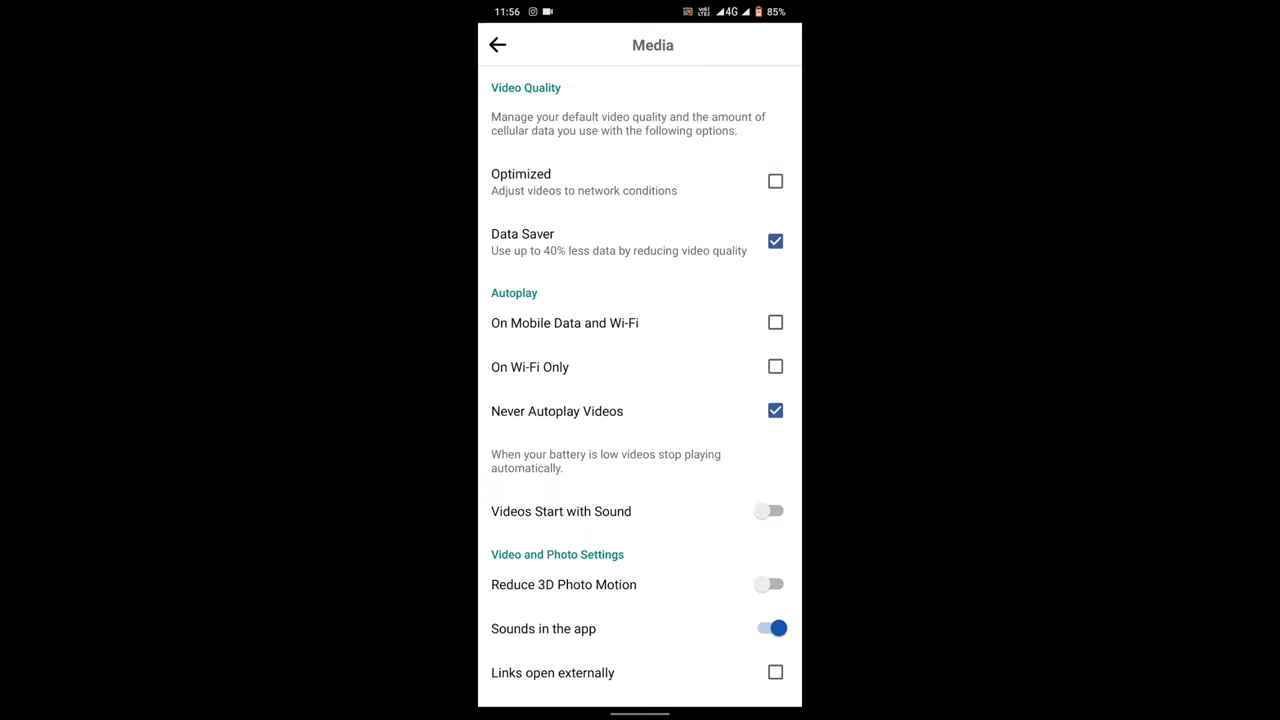 11:56 4G 85%
Media
Video Quality
Manage your default video quality and the amount of
cellular data you use with the following options.
Optimized
Adjust videos to network conditions
Data Saver
Use up to 40% less data by reducing video quality
Autoplay
On Mobile Data and Wi-Fi
On Wi-Fi Only
Never Autoplay Videos
When your battery is low videos stop playing
automatically.
Videos Start with Sound
Video and Photo Settings
Reduce 3D Photo Motion
Sounds in the app
Links open externally